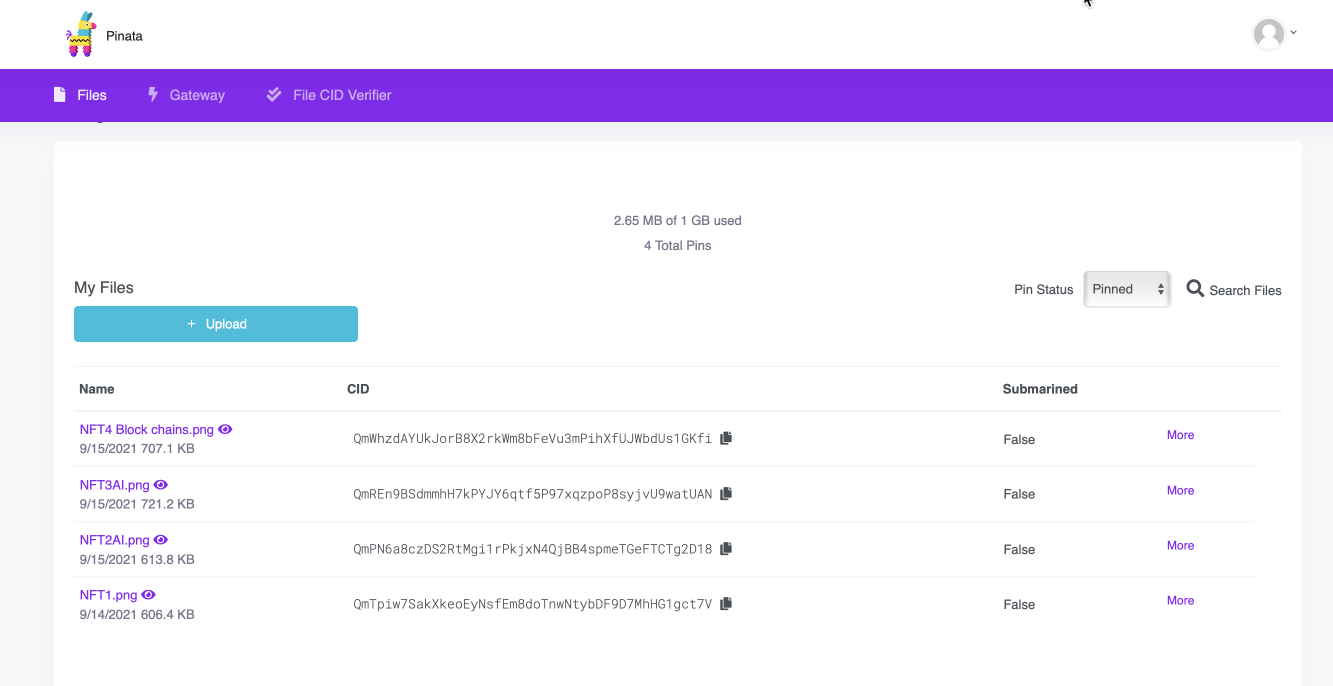 Pinata
Files Gateway File CID Verifier
2.65 MB of 1 GB used
4 Total Pins
My Files
Pin Status Pinned Search Files
+ Upload
Name CID Submarined
NFT4 Block chains.png
9/15/2021 707.1 KB
QmWhzdAYUkJorB8X2rkWm8bFeVu3mPihXfUJWbdUs1GKfi
False
More
NFT3AI.png
9/15/2021 721.2 KB
QmREn9BSdmmhH7kPYJY6qtf5P97xqzpoP8syjvU9watUAN
False
More
NFT2AI.png
9/15/2021 613.8 KB
QmPN6a8czDS2RtMgi1rPkjxN4QjBB4spmeTGeFTCTg2D18
False
More
NFT1.png
9/14/2021 606.4 KB
QmTpiw7SakXkeoEyNsfEm8doTnwNtybDF9D7MhHG1gct7V
False
More